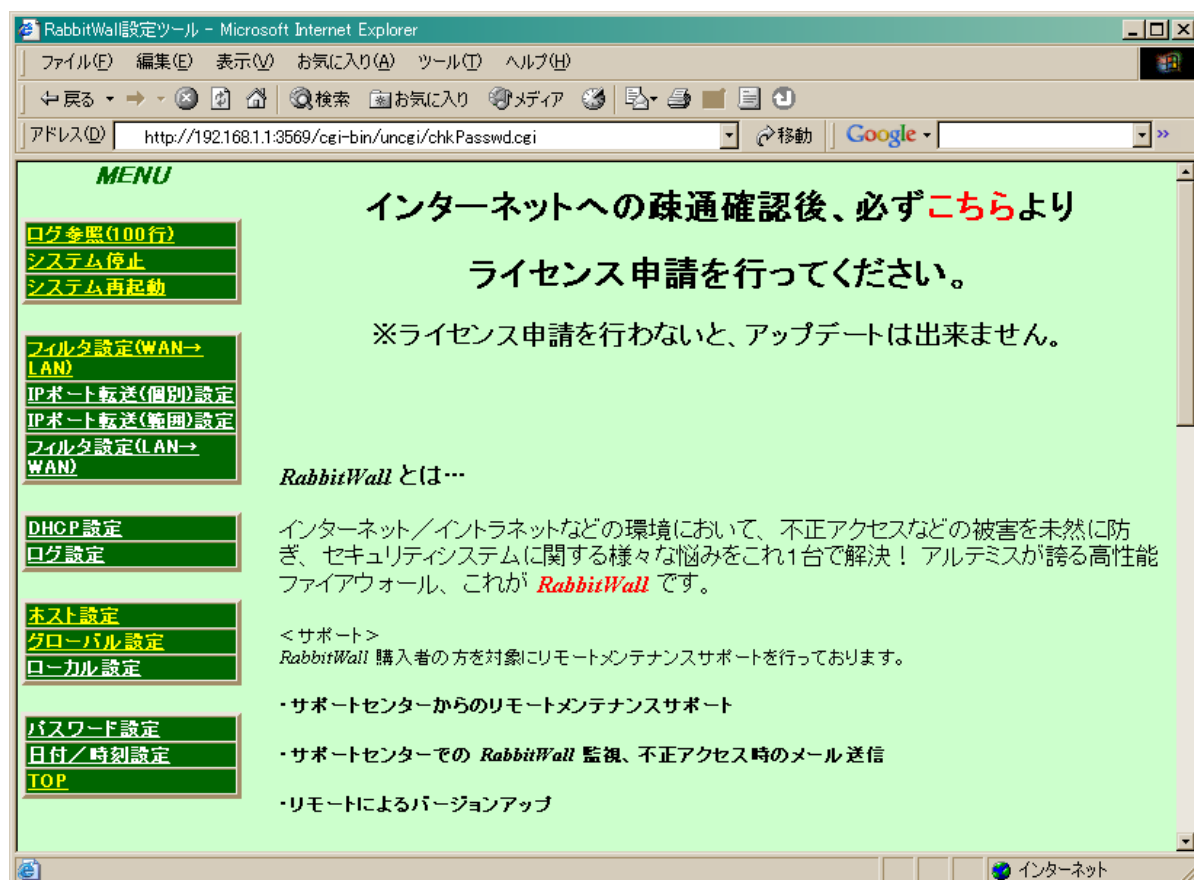 RabbitWall設定ツール - Microsoft Internet Explorer
ファイル(F) 編集(E) 表示(V) お気に入り(A) ツール(T) ヘルプ(H)
戻る 検索 お気に入り メディア
アドレス(D) http://192.168.1.1:3569/cgi-bin/uncgi/chkPasswd.cgi 移動 Google
MENU
ログ参照(100行)
システム停止
システム再起動
フィルタ設定(WAN→
LAN)
IPポート転送(個別)設定
IPポート転送(範囲)設定
フィルタ設定(LAN→
WAN)
DHCP設定
ログ設定
ホスト設定
グローバル設定
ローカル設定
パスワード設定
日付／時刻設定
TOP
インターネットへの疎通確認後、必ずこちらより
ライセンス申請を行ってください。
※ライセンス申請を行わないと、アップデートは出来ません。
RabbitWall とは…
インターネット／イントラネットなどの環境において、不正アクセスなどの被害を未然に防
ぎ、セキュリティシステムに関する様々な悩みをこれ1台で解決！ アルテミスが誇る高性能
ファイアウォール、これが RabbitWall です。
＜サポート＞
RabbitWall 購入者の方を対象にリモートメンテナンスサポートを行っております。
・サポートセンターからのリモートメンテナンスサポート
・サポートセンターでの RabbitWall 監視、不正アクセス時のメール送信
・リモートによるバージョンアップ
インターネット